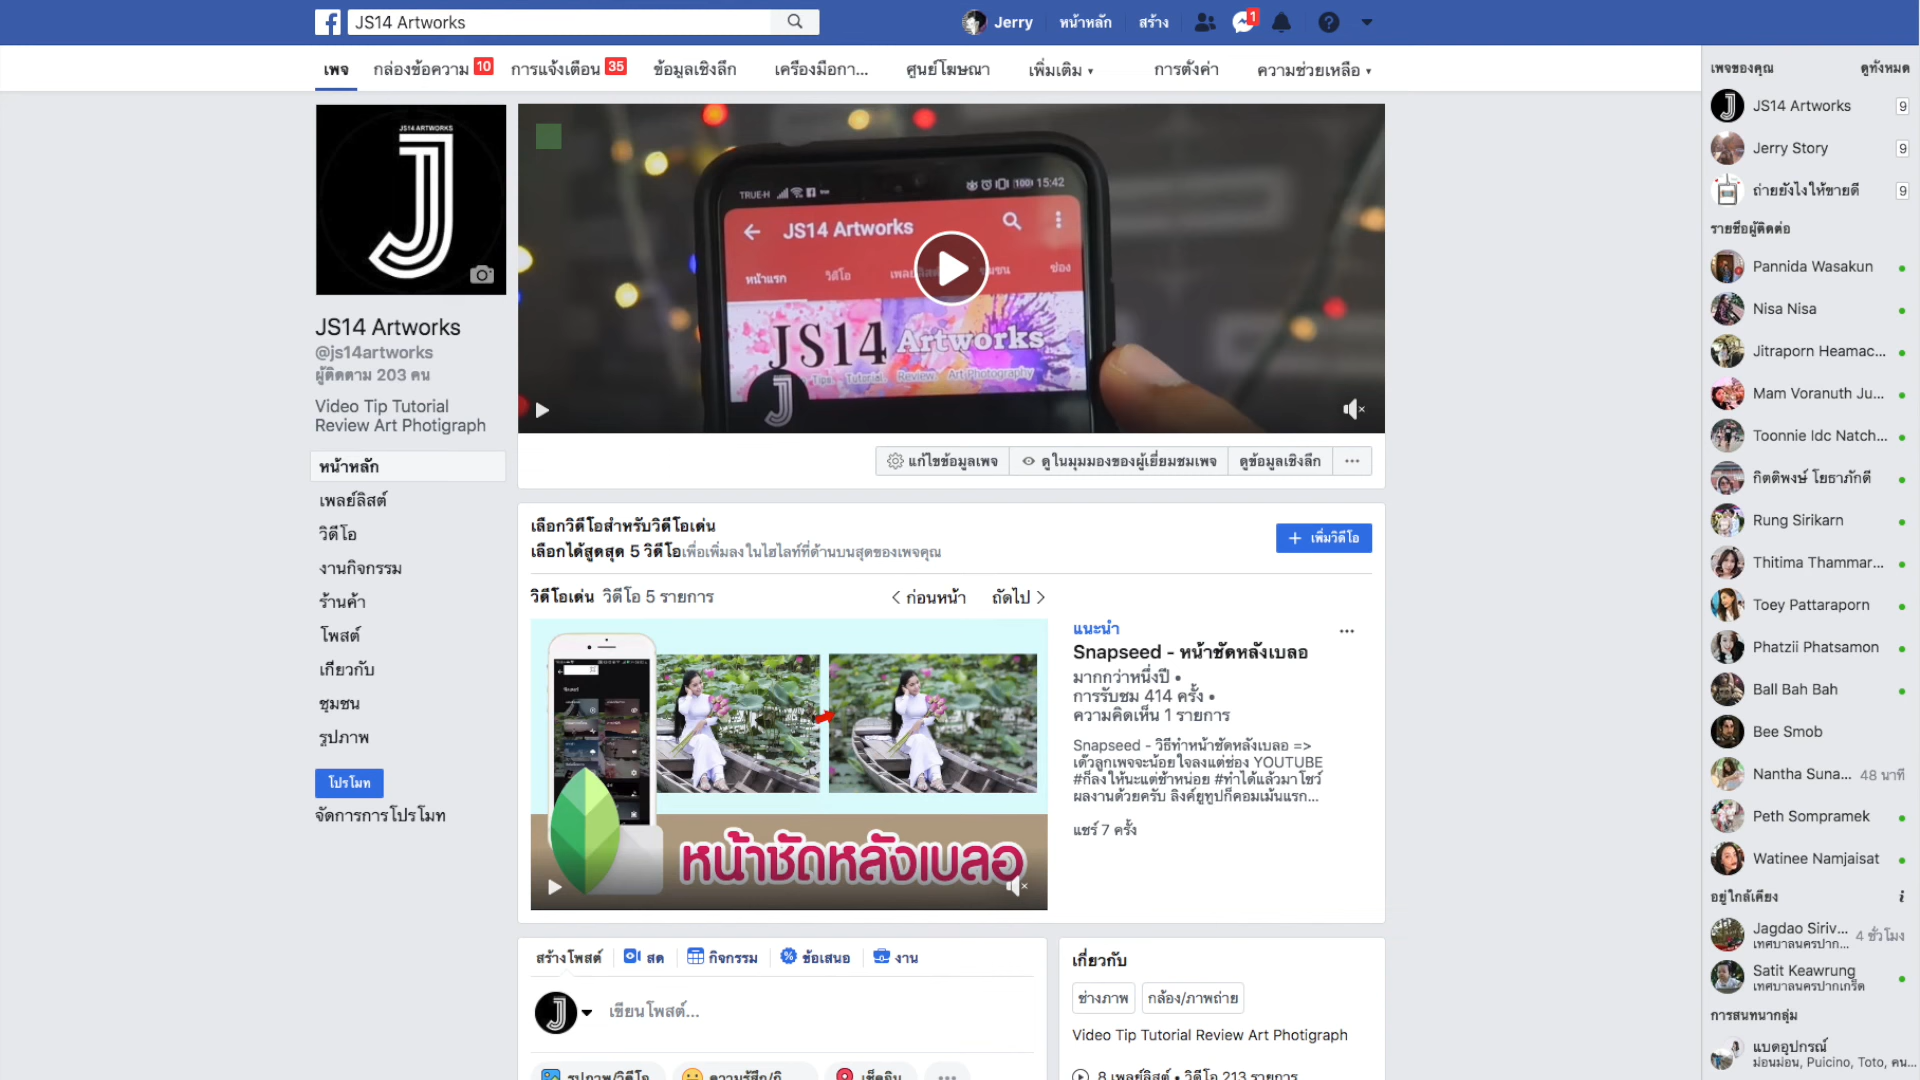 JS14 Artworks
Jerry
หน้าหลัก
สร้าง
1
เพจ
กล่องข้อความ 10
การแจ้งเตือน 35
ข้อมูลเชิงลึก
เครื่องมือกา...
ศูนย์โฆษณา
เพิ่มเติม
การตั้งค่า
ความช่วยเหลือ
JS14 ARTWORKS
JS14 Artworks
@js14artworks
ผู้ติดตาม 203 คน
Video Tip Tutorial
Review Art Photigraph
หน้าหลัก
เพลย์ลิสต์
วิดีโอ
งานกิจกรรม
ร้านค้า
โพสต์
เกี่ยวกับ
ชุมชน
รูปภาพ
โปรโมท
จัดการการโปรโมท
TRUE-H
100 15:42
JS14 Artworks
หน้าแรก
วิดีโอ
ช่อง
JS14 Artworks
Tips Tutorial Review Art Photography
แก้ไขข้อมูลเพจ
ดูในมุมมองของผู้เยี่ยมชมเพจ
ดูข้อมูลเชิงลึก
...
เลือกวิดีโอสำหรับวิดีโอเด่น
เลือกได้สูดสุด 5 วิดีโอเพื่อเพิ่มลงในไฮไลท์ที่ด้านบนสุดของเพจคุณ
+ เพิ่มวิดีโอ
วิดีโอเด่น วิดีโอ 5 รายการ
< ก่อนหน้า
ถัดไป >
หน้าชัดหลังเบลอ
แนะนำ
...
Snapseed - หน้าชัดหลังเบลอ
มากกว่าหนึ่งปี •
การรับชม 414 ครั้ง •
ความคิดเห็น 1 รายการ
Snapseed - วิธีทำหน้าชัดหลังเบลอ =>
เดี๋วลูกเพจจะน้อยใจลงแต่ช่อง YOUTUBE
#ก็ลงให้นะแต่ช้าหน่อย #ทำได้แล้วมาโชว์
ผลงานด้วยครับ ลิงค์ยูทูปก็คอมเม้นแรก...
แชร์ 7 ครั้ง
สร้างโพสต์
สด
กิจกรรม
ข้อเสนอ
งาน
เขียนโพสต์...
รูปภาพ/วิดีโอ
ความรู้สึก/กิ...
เช็คอิน
...
เกี่ยวกับ
ช่างภาพ
กล้อง/ภาพถ่าย
Video Tip Tutorial Review Art Photigraph
8 เพลย์ลิสต์ • วิดีโอ 213 รายการ
เพจของคุณ
ดูทั้งหมด
JS14 Artworks 9
Jerry Story 9
ถ่ายยังไงให้ขายดี 9
รายชื่อผู้ติดต่อ
Pannida Wasakun
Nisa Nisa
Jitraporn Heamac...
Mam Voranuth Ju...
Toonnie Idc Natch...
กิตติพงษ์ โยธาภักดี
Rung Sirikarn
Thitima Thammar...
Toey Pattaraporn
Phatzii Phatsamon
Ball Bah Bah
Bee Smob
Nantha Suna... 48 นาที
Peth Sompramek
Watinee Namjaisat
อยู่ใกล้เคียง
Jagdao Siriv... 4 ชั่วโมง
เทศบาลนครปาก...
Satit Keawrung
เทศบาลนครปากเกร็ด
การสนทนากลุ่ม
แบดอุปกรณ์
ม่อนม่อน, Puicino, Toto, คน...